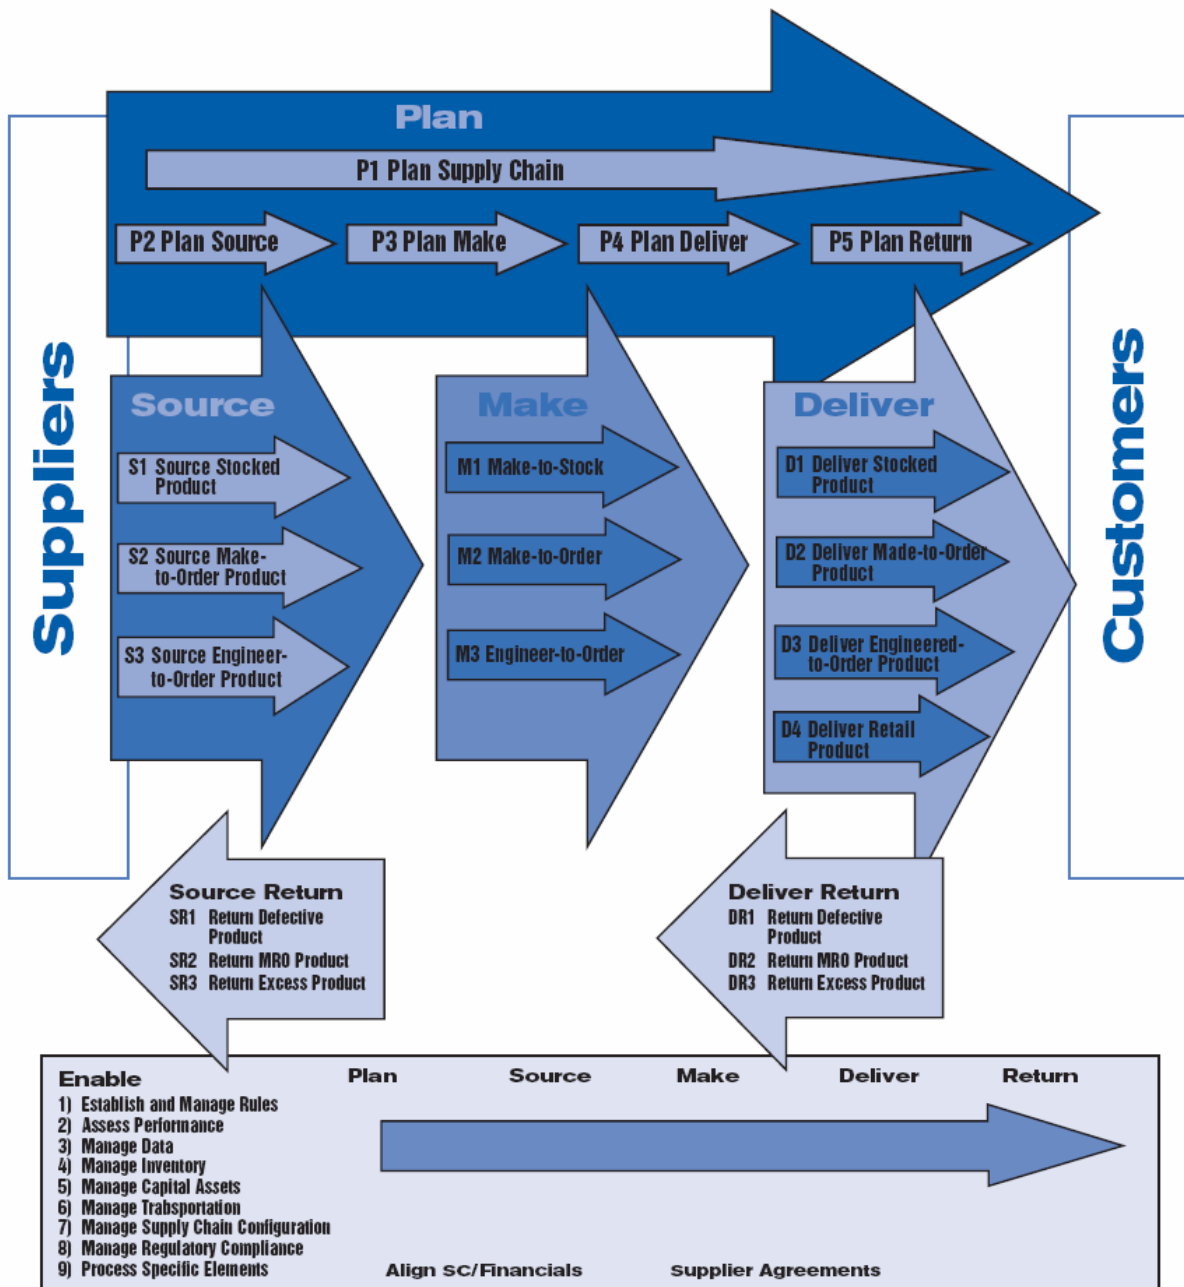 Plan
P1 Plan Supply Chain
P2 Plan Source
P3 Plan Make
P4 Plan Deliver
P5 Plan Return
Suppliers
Customers
Source
S1 Source Stocked
Product
S2 Source Make-
to-Order Product
S3 Source Engineer-
to-Order Product
Make
M1 Make-to-Stock
M2 Make-to-Order
M3 Engineer-to-Order
Deliver
D1 Deliver Stocked
Product
D2 Deliver Made-to-Order
Product
D3 Deliver Engineered-
to-Order Product
D4 Deliver Retail
Product
Source Return
SR1 Return Defective
Product
SR2 Return MRO Product
SR3 Return Excess Product
Deliver Return
DR1 Return Defective
Product
DR2 Return MRO Product
DR3 Return Excess Product
Enable
Plan
Source
Make
Deliver
Return
1) Establish and Manage Rules
2) Assess Performance
3) Manage Data
4) Manage Inventory
5) Manage Capital Assets
6) Manage Trabsportation
7) Manage Supply Chain Configuration
8) Manage Regulatory Compliance
9) Process Specific Elements
Align SC/Financials
Supplier Agreements